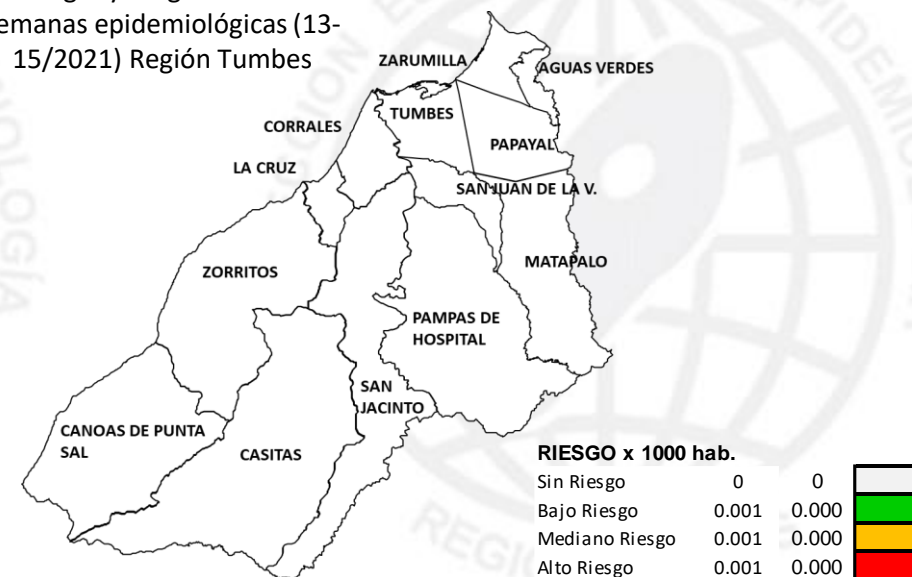 emanas epidemiológicas (13-
15/2021) Región Tumbes
ZARUMILLA
AGUAS VERDES
TUMBES
CORRALES
PAPAYAL
LA CRUZ
SAN JUAN DE LA V.
MATAPALO
ZORRITOS
PAMPAS DE
HOSPITAL
SAN
JACINTO
CANOAS DE PUNTA
SAL
CASITAS
RIESGO x 1000 hab.
Sin Riesgo 0 0
Bajo Riesgo 0.001 0.000
Mediano Riesgo 0.001 0.000
Alto Riesgo 0.001 0.000